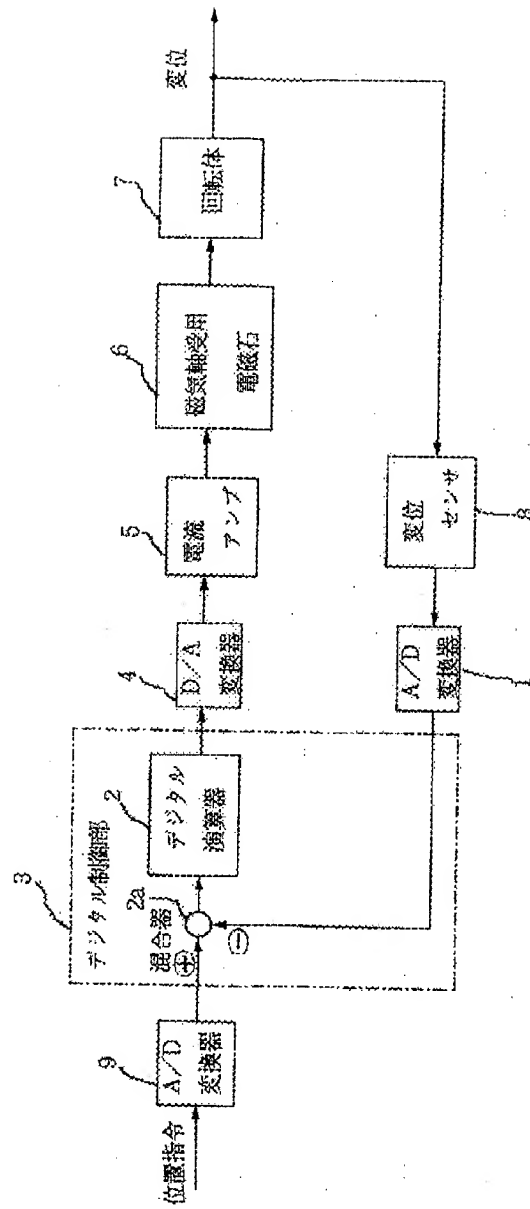 3
デジタル制御部
位置指令
9
A/D
変換器
混合器
2a
⊕
⊖
2
デジタル
演算器
4
D/A
変換器
5
電流
アンプ
6
磁気軸受用
電磁石
7
回転体
変位
変位
センサ
8
A/D
変換器
1